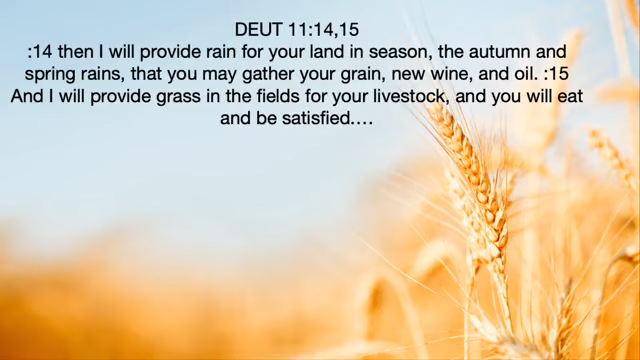 DEUT 11:14,15
:14 then I will provide rain for your land in season, the autumn and
spring rains, that you may gather your grain, new wine, and oil. :15
And I will provide grass in the fields for your livestock, and you will eat
and be satisfied….